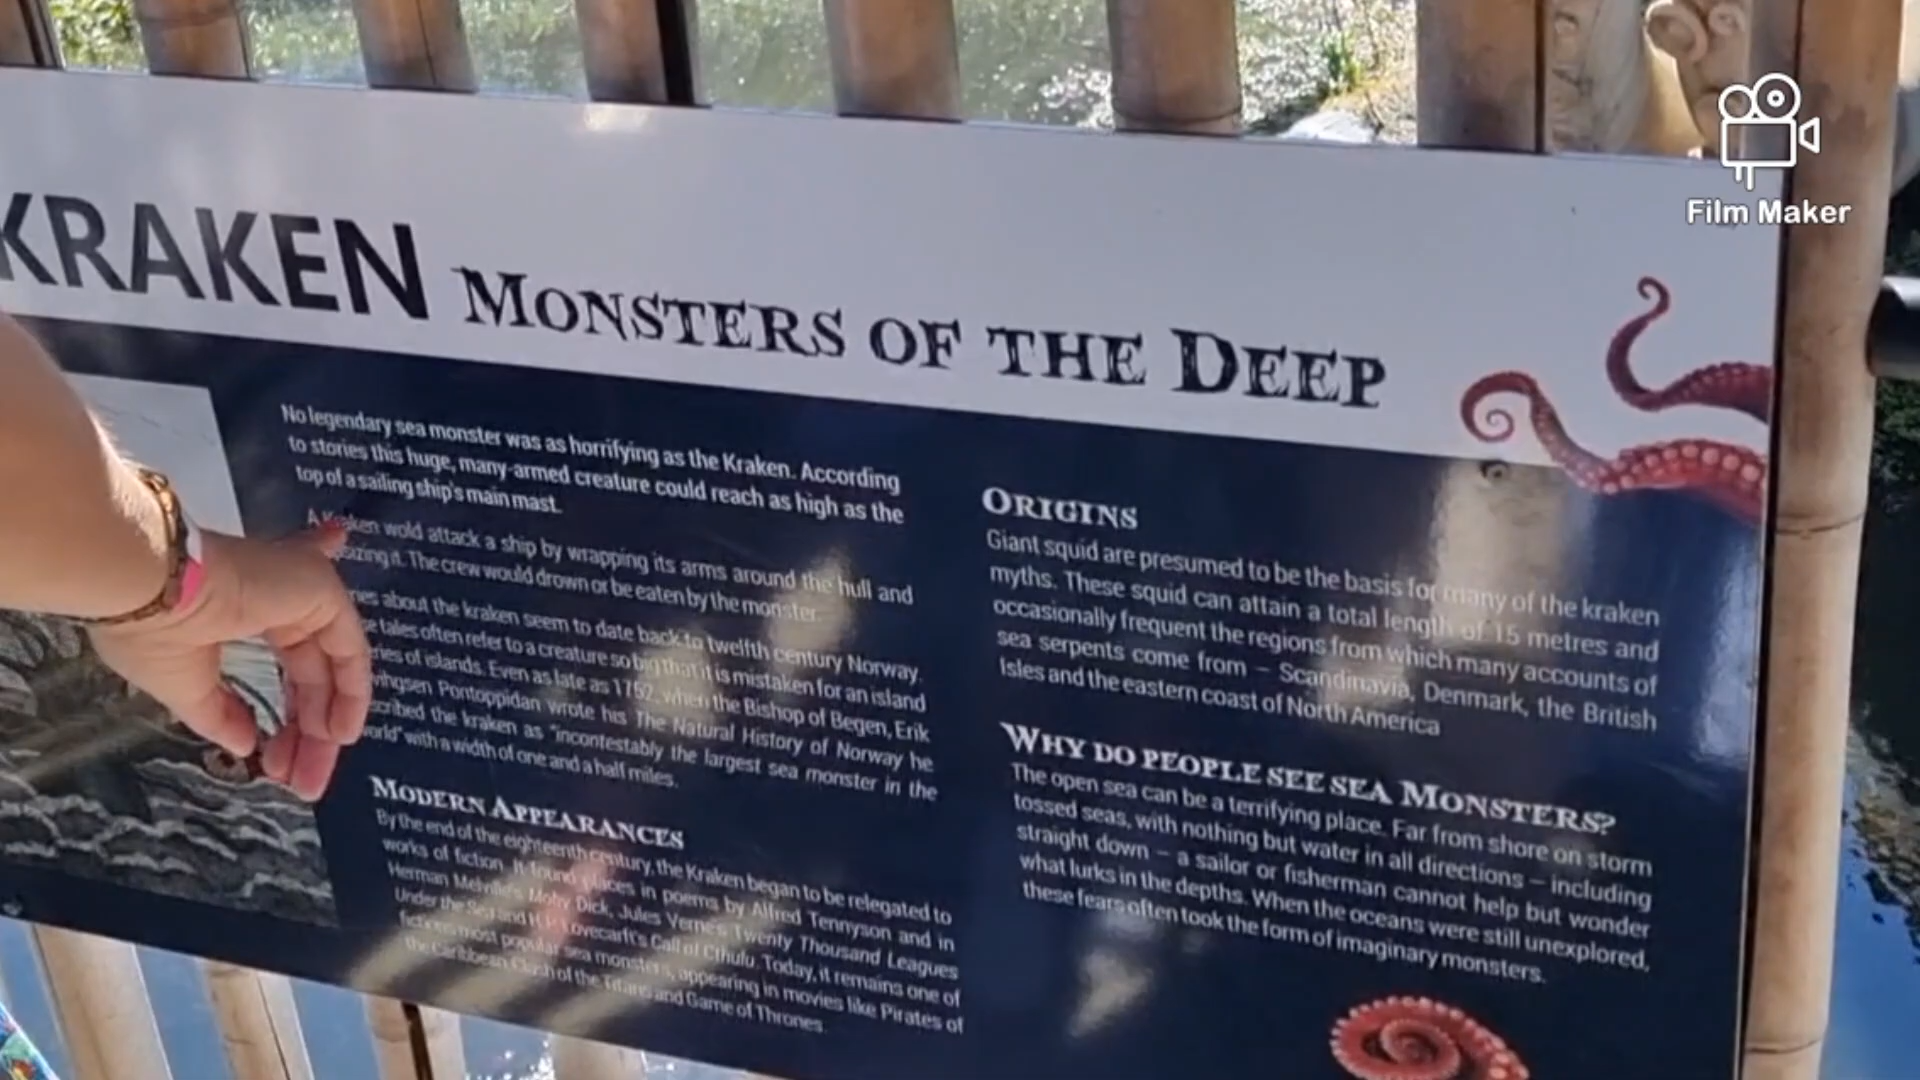 KRAKEN MONSTERS OF THE DEEP
No legendary sea monster was as horrifying as the Kraken. According
to stories this huge, many-armed creature could reach as high as the
top of a sailing ship's main mast.
A Kraken wold attack a ship by wrapping its arms around the hull and
it. The crew would drown or be eaten by the monster.
about the kraken seem to date back to twelfth century Norway.
tales often refer to a creature so big that it is mistaken for an island
of islands. Even as late as 1752, when the Bishop of Begen, Erik
Pontoppidan wrote his The Natural History of Norway he
the kraken as "incontestably the largest sea monster in the
world" with a width of one and a half miles.
MODERN APPEARANCES
By the end of the eighteenth century, the Kraken began to be relegated to
works of fiction. It found places in poems by Alfred Tennyson and in
Herman Melville's Moby Dick, Jules Verne's Twenty Thousand Leagues
Under the Sea and H.P. Lovecarft's Call of Cthulu. Today, it remains one of
fictions most popular sea monsters, appearing in movies like Pirates of
the Caribbean, Clash of the Titans and Game of Thrones.
ORIGINS
Giant squid are presumed to be the basis for many of the kraken
myths. These squid can attain a total length of 15 metres and
occasionally frequent the regions from which many accounts of
sea serpents come from – Scandinavia, Denmark, the British
Isles and the eastern coast of North America
WHY DO PEOPLE SEE SEA MONSTERS?
The open sea can be a terrifying place. Far from shore on storm
tossed seas, with nothing but water in all directions – including
straight down – a sailor or fisherman cannot help but wonder
what lurks in the depths. When the oceans were still unexplored,
these fears often took the form of imaginary monsters.
Film Maker